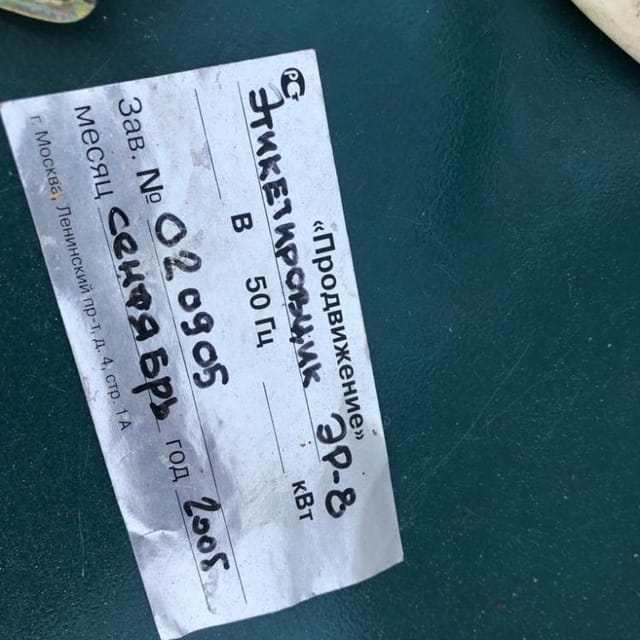 «Продвижение»
Этикетировщик ЭР-8
В 50 Гц кВт
Зав. № 020905
месяц сентябрь год 2005
г. Москва, Ленинский пр-т, д. 4, стр. 1А